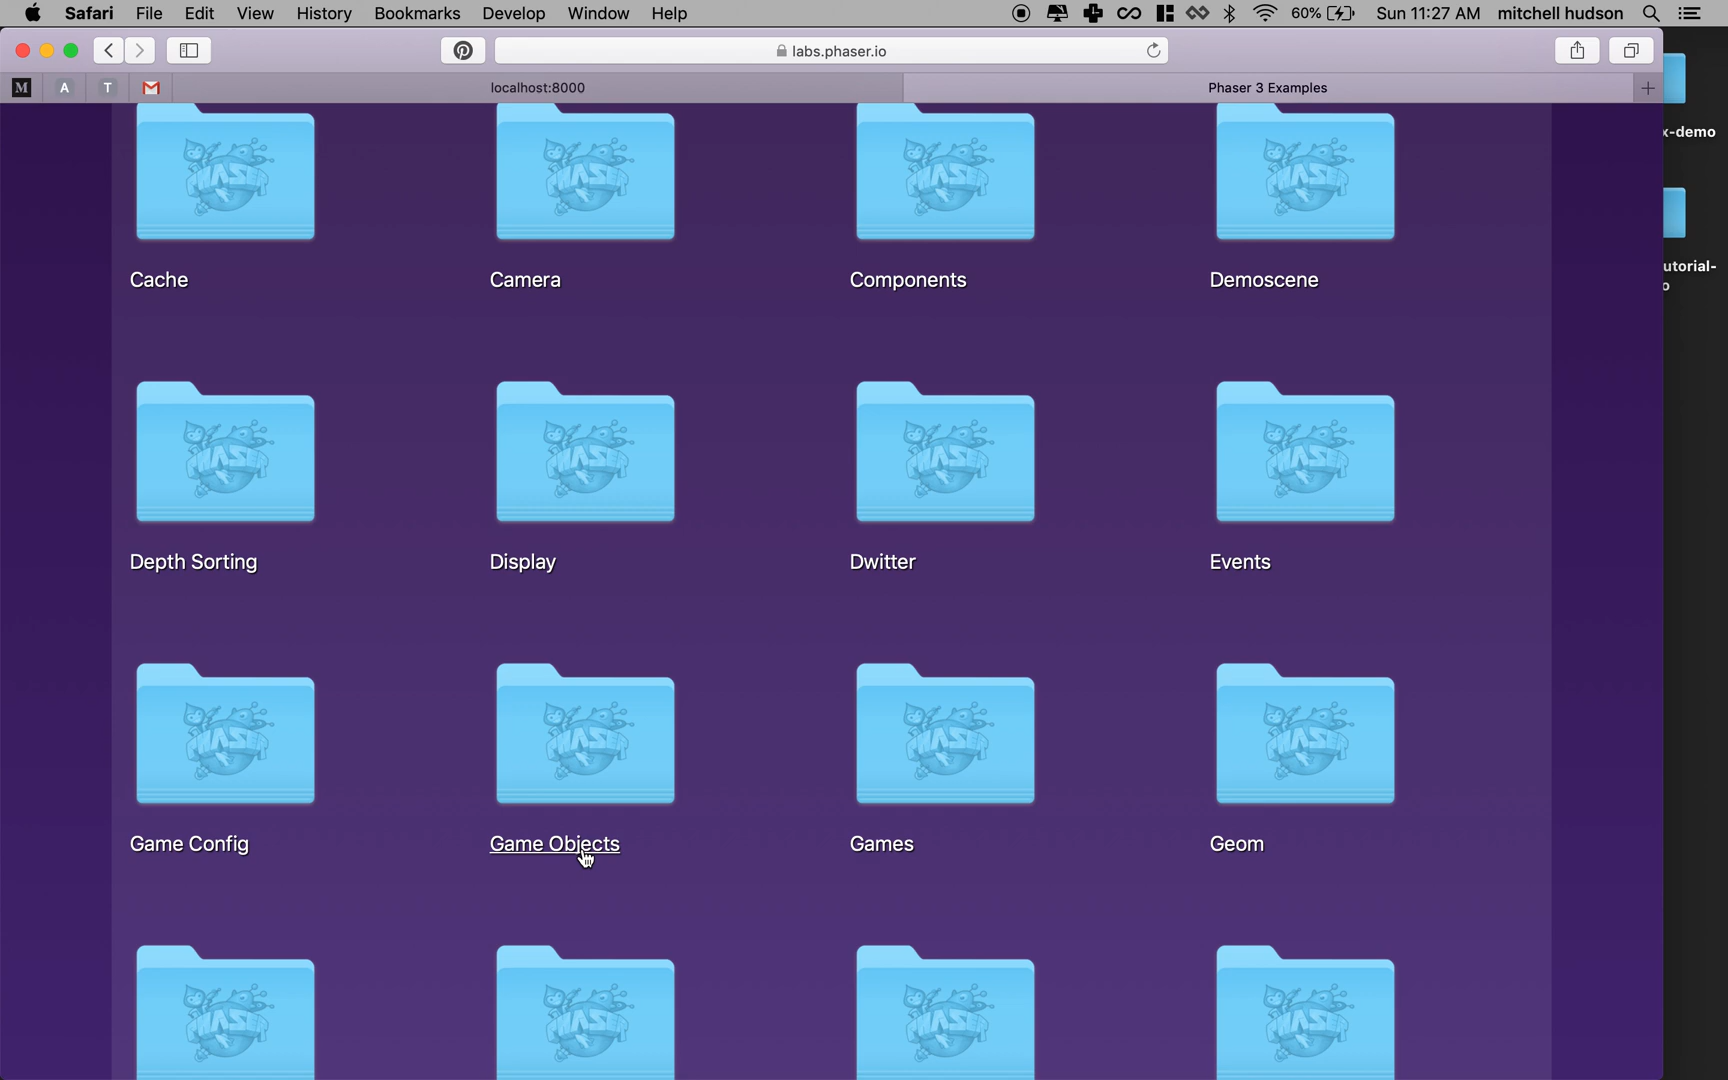 Safari File Edit View History Bookmarks Develop Window Help 60% Sun 11:27 AM mitchell hudson
labs.phaser.io
M A T localhost:8000 Phaser 3 Examples +
x-demo
Cache Camera Components Demoscene
utorial-
o
Depth Sorting Display Dwitter Events
Game Config Game Objects Games Geom